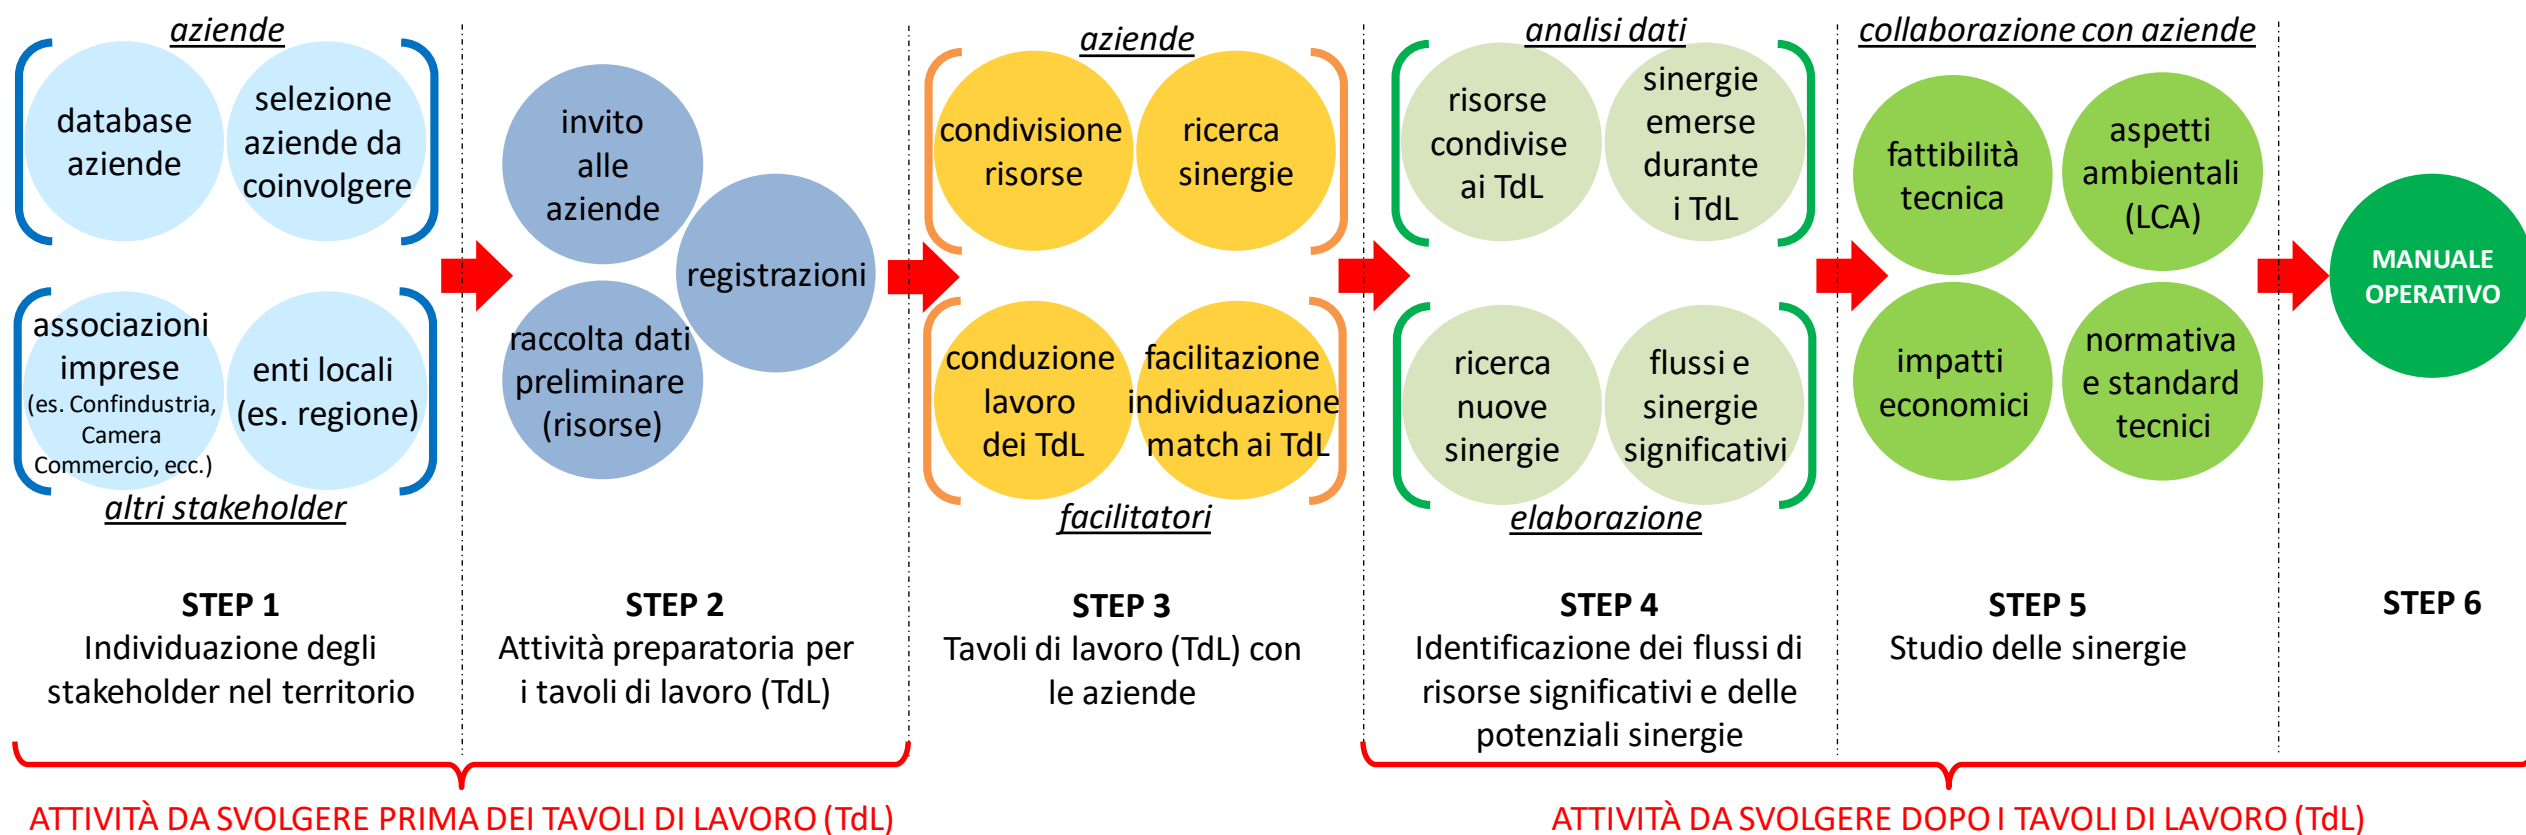 aziende
database
aziende
selezione
aziende da
coinvolgere
associazioni
imprese
(es. Confindustria,
Camera
Commercio, ecc.)
enti locali
(es. regione)
altri stakeholder
STEP 1
Individuazione degli
stakeholder nel territorio
invito
alle
aziende
registrazioni
raccolta dati
preliminare
(risorse)
STEP 2
Attività preparatoria per
i tavoli di lavoro (TdL)
aziende
condivisione
risorse
ricerca
sinergie
conduzione
lavoro
dei TdL
facilitazione
individuazione
match ai TdL
facilitatori
STEP 3
Tavoli di lavoro (TdL) con
le aziende
analisi dati
risorse
condivise
ai TdL
sinergie
emerse
durante
i TdL
ricerca
nuove
sinergie
flussi e
sinergie
significativi
elaborazione
STEP 4
Identificazione dei flussi di
risorse significativi e delle
potenziali sinergie
collaborazione con aziende
fattibilità
tecnica
aspetti
ambientali
(LCA)
impatti
economici
normativa
e standard
tecnici
STEP 5
Studio delle sinergie
MANUALE
OPERATIVO
STEP 6
ATTIVITÀ DA SVOLGERE PRIMA DEI TAVOLI DI LAVORO (TdL)
ATTIVITÀ DA SVOLGERE DOPO I TAVOLI DI LAVORO (TdL)